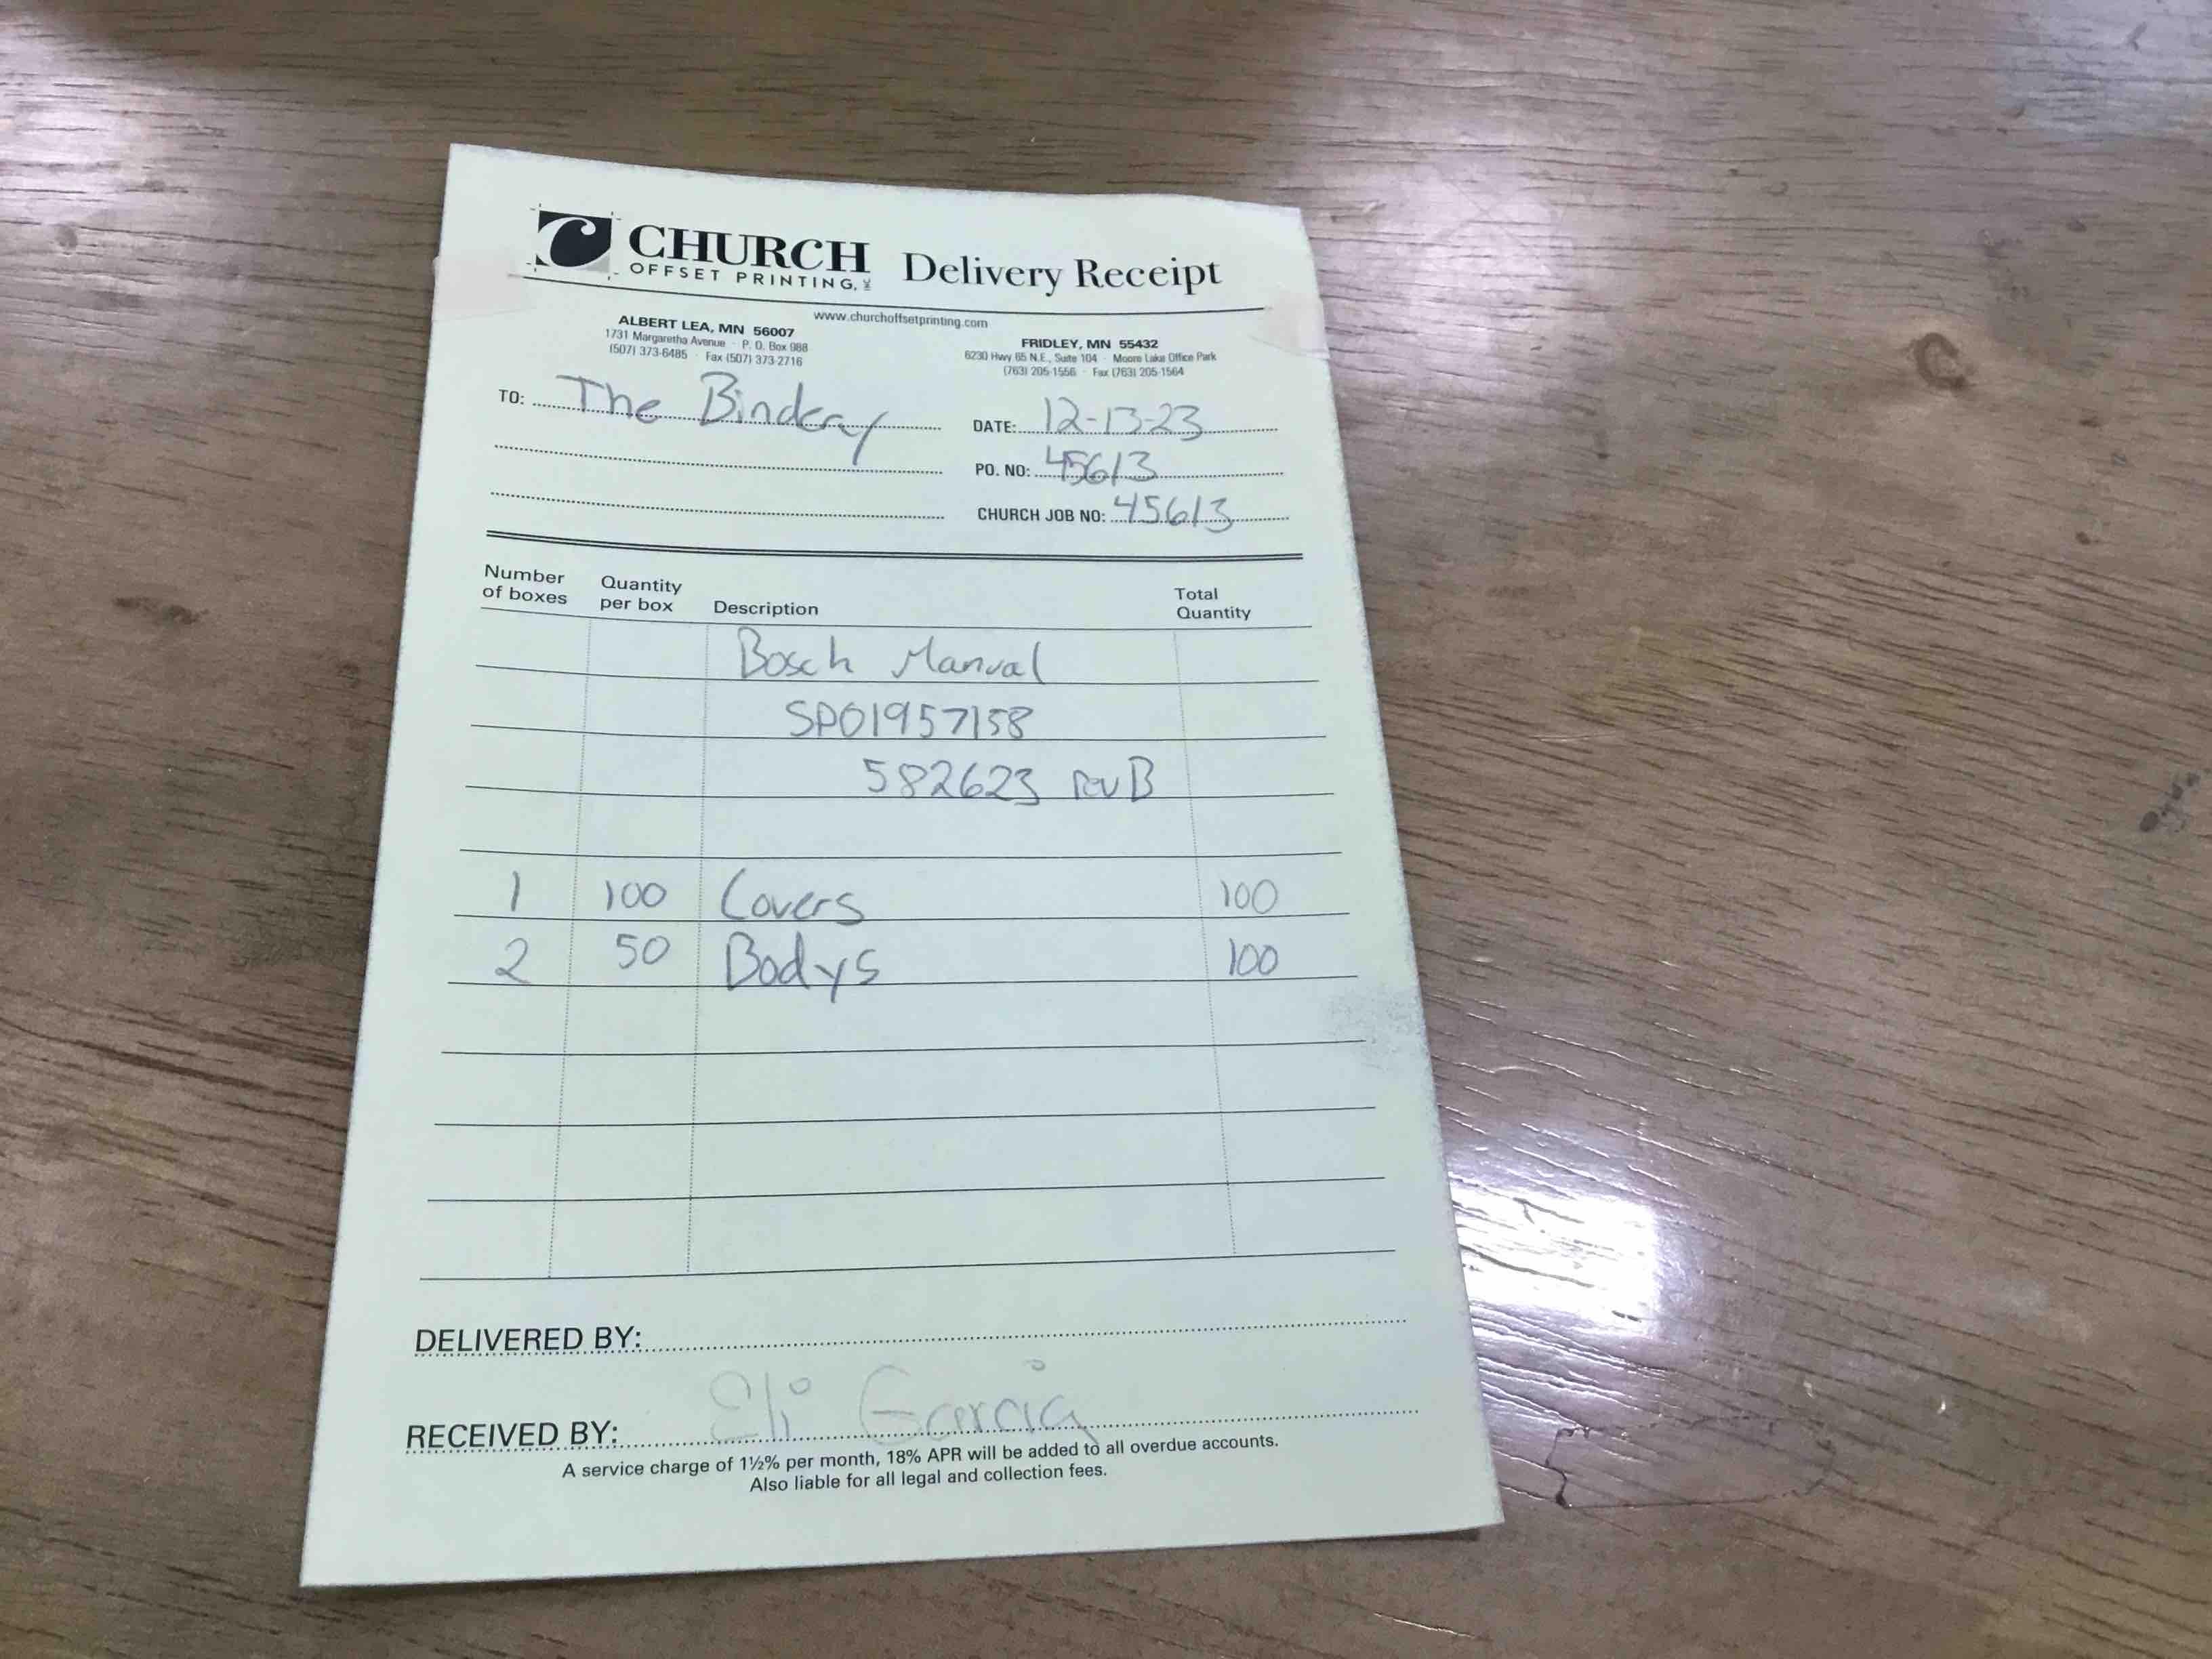 CHURCH
OFFSET PRINTING,
Delivery Receipt
www.churchoffsetprinting.com
ALBERT LEA, MN 56007
1731 Margaretha Avenue · P. O. Box 988
(507) 373-6485 · Fax (507) 373-2716
FRIDLEY, MN 55432
6230 Hwy 65 N.E., Suite 104 · Moore Lake Office Park
(763) 205-1556 · Fax (763) 205-1564
TO: The Bindery
DATE: 12-13-23
PO. NO: 45613
CHURCH JOB NO: 45613
Number of boxes Quantity per box Description Total Quantity
Bosch Manual
SP01957158
582623 rev B
1 100 Covers 100
2 50 Bodys 100
DELIVERED BY:
RECEIVED BY: Eli Garcia
A service charge of 1½% per month, 18% APR will be added to all overdue accounts.
Also liable for all legal and collection fees.